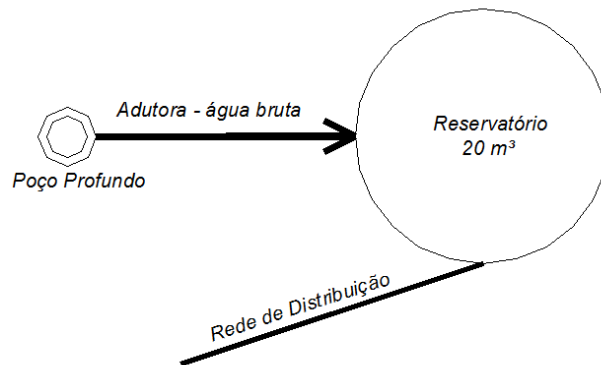 Adutora - água bruta
Reservatório
20 m³
Poço Profundo
Rede de Distribuição